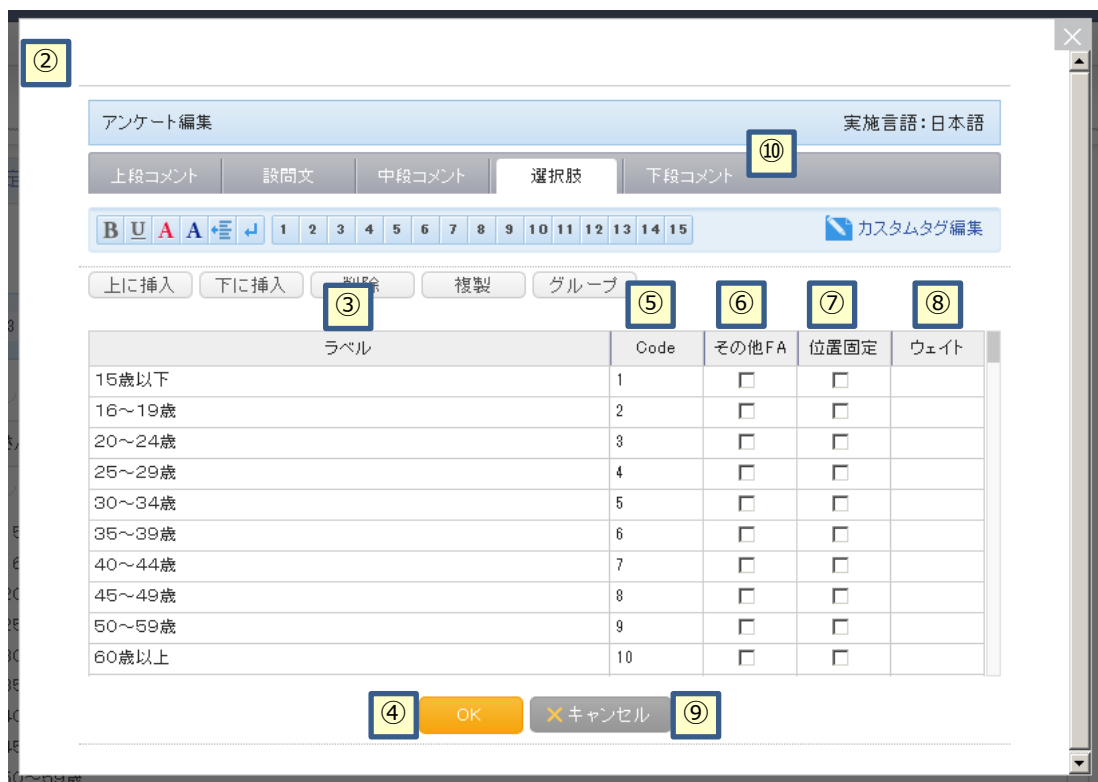 ②
アンケート編集 実施言語：日本語
⑩
上段コメント 設問文 中段コメント 選択肢 下段コメント
B U A A 1 2 3 4 5 6 7 8 9 10 11 12 13 14 15 カスタムタグ編集
上に挿入 下に挿入 削除 複製 グループ
③ ⑤ ⑥ ⑦ ⑧
ラベル Code その他FA 位置固定 ウェイト
15歳以下 1
16～19歳 2
20～24歳 3
25～29歳 4
30～34歳 5
35～39歳 6
40～44歳 7
45～49歳 8
50～59歳 9
60歳以上 10
④ OK ×キャンセル ⑨